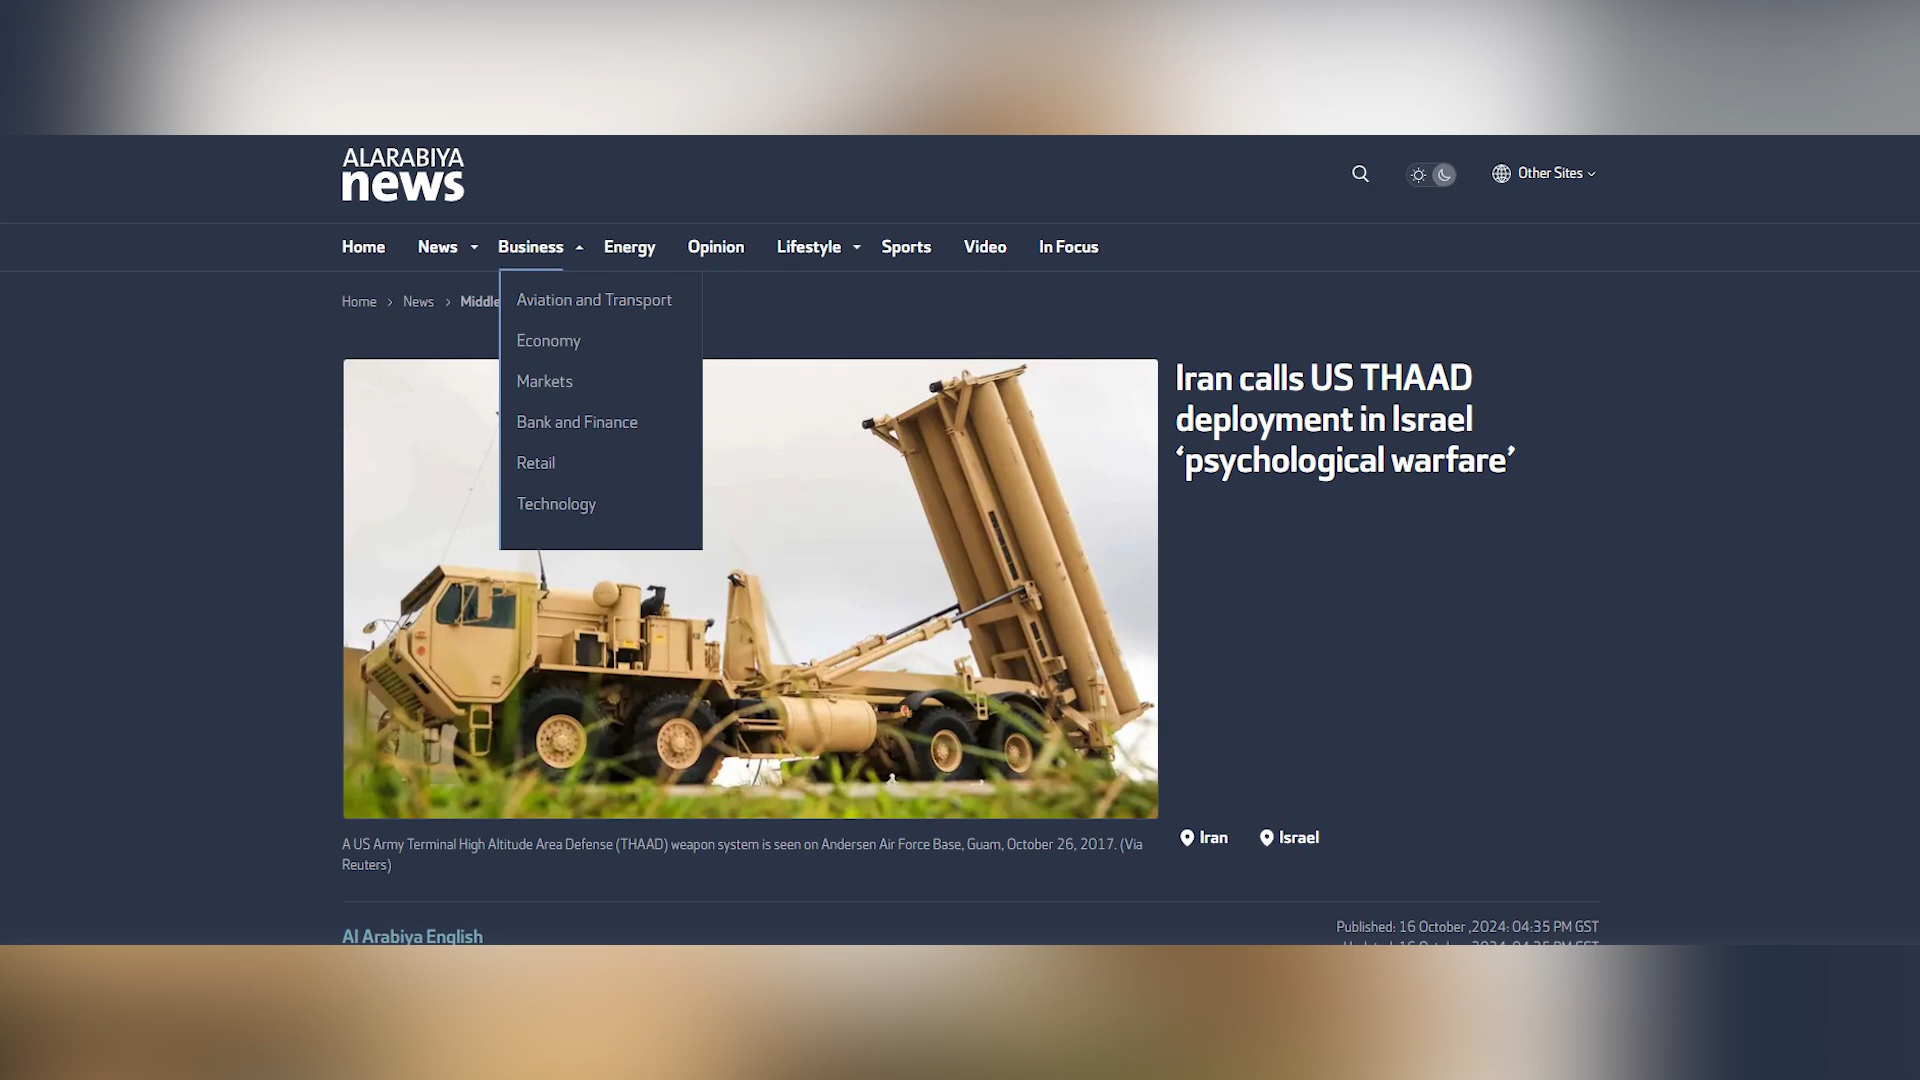 ALARABIYA
news
Other Sites
Home News Business Energy Opinion Lifestyle Sports Video In Focus
Home > News > Middle
Aviation and Transport
Economy
Markets
Bank and Finance
Retail
Technology
Iran calls US THAAD
deployment in Israel
‘psychological warfare’
A US Army Terminal High Altitude Area Defense (THAAD) weapon system is seen on Andersen Air Force Base, Guam, October 26, 2017. (Via
Reuters)
Iran Israel
Al Arabiya English
Published: 16 October ,2024: 04:35 PM GST